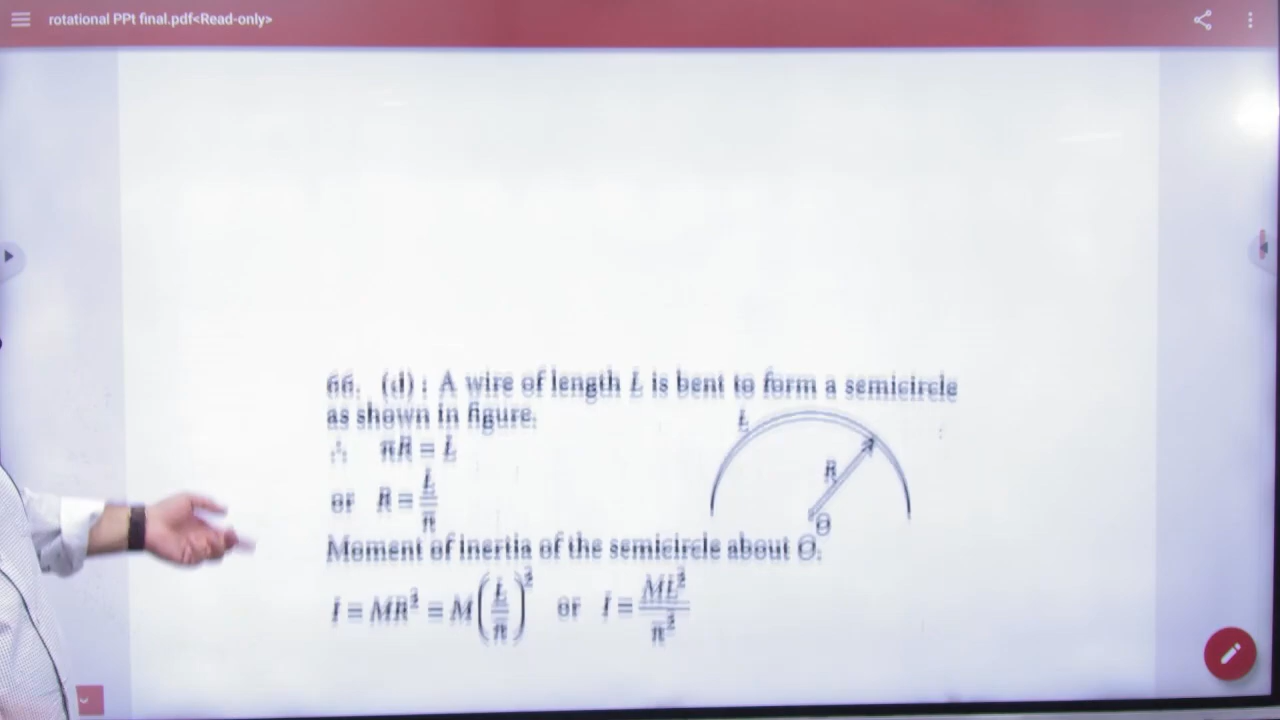 rotational PPt final.pdf<Read-only>
66. (d) : A wire of length L is bent to form a semicircle
as shown in figure.
∴ πR = L
or R = L/π
L
R
O
Moment of inertia of the semicircle about O.
I = MR² = M(L/π)² or I = ML²/π²